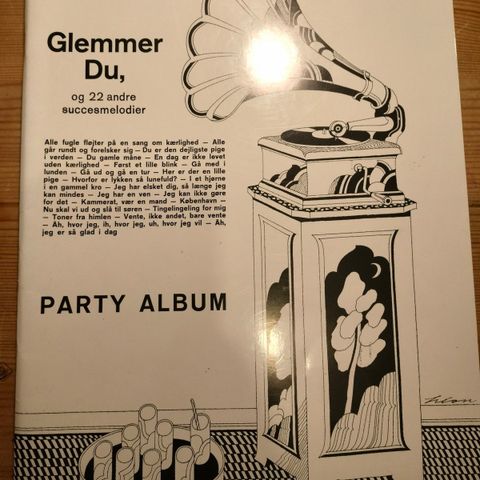 Glemmer
Du,
og 22 andre
succesmelodier
Alle fugle fløjter på en sang om kærlighed — Alle
går rundt og forelsker sig — Du er den dejligste pige
i verden — Du gamle måne — En dag er ikke levet
uden kærlighed — Først et lille blink — Gå med i
lunden — Gå ud og gå en tur — Her er der en lille
pige — Hvorfor er lykken så lunefuld? — I et hjørne
i en gammel kro — Jeg har elsket dig, så længe jeg
kan mindes — Jeg har en ven — Jeg kan ikke gøre
for det — Kammerat, vær en mand — København —
Nu skal vi ud og slå til søren — Tingelingeling for mig
— Toner fra himlen — Vente, ikke andet, bare vente
— Åh, hvor jeg, ih, hvor jeg, uh, hvor jeg vil — Åh,
jeg er så glad i dag
PARTY ALBUM